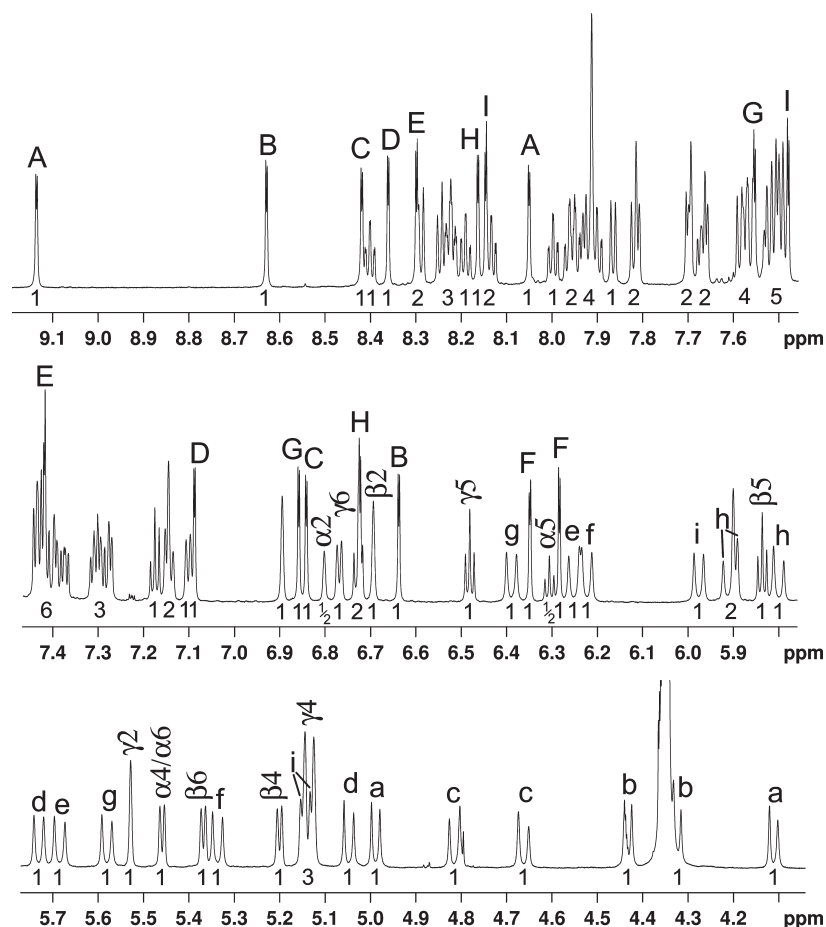 A B C D E H I A G I
1 1 1 1 1 2 3 1 1 2 1 1 2 4 1 2 2 2 4 5
9.1 9.0 8.9 8.8 8.7 8.6 8.5 8.4 8.3 8.2 8.1 8.0 7.9 7.8 7.7 7.6 ppm
E D G C α2 γ6 H β2 B γ5 g F α5 F e f i h β5 h
6 3 1 2 1 1 1 1 1 ½ 1 2 1 1 1 1 1 ½ 1 1 1 1 2 1 1
7.4 7.3 7.2 7.1 7.0 6.9 6.8 6.7 6.6 6.5 6.4 6.3 6.2 6.1 6.0 5.9 ppm
d e g γ2 α4/α6 β6 f β4 i γ4 d a c c b b a
1 1 1 1 1 1 1 1 3 1 1 1 1 1 1 1
5.7 5.6 5.5 5.4 5.3 5.2 5.1 5.0 4.9 4.8 4.7 4.6 4.5 4.4 4.3 4.2 ppm